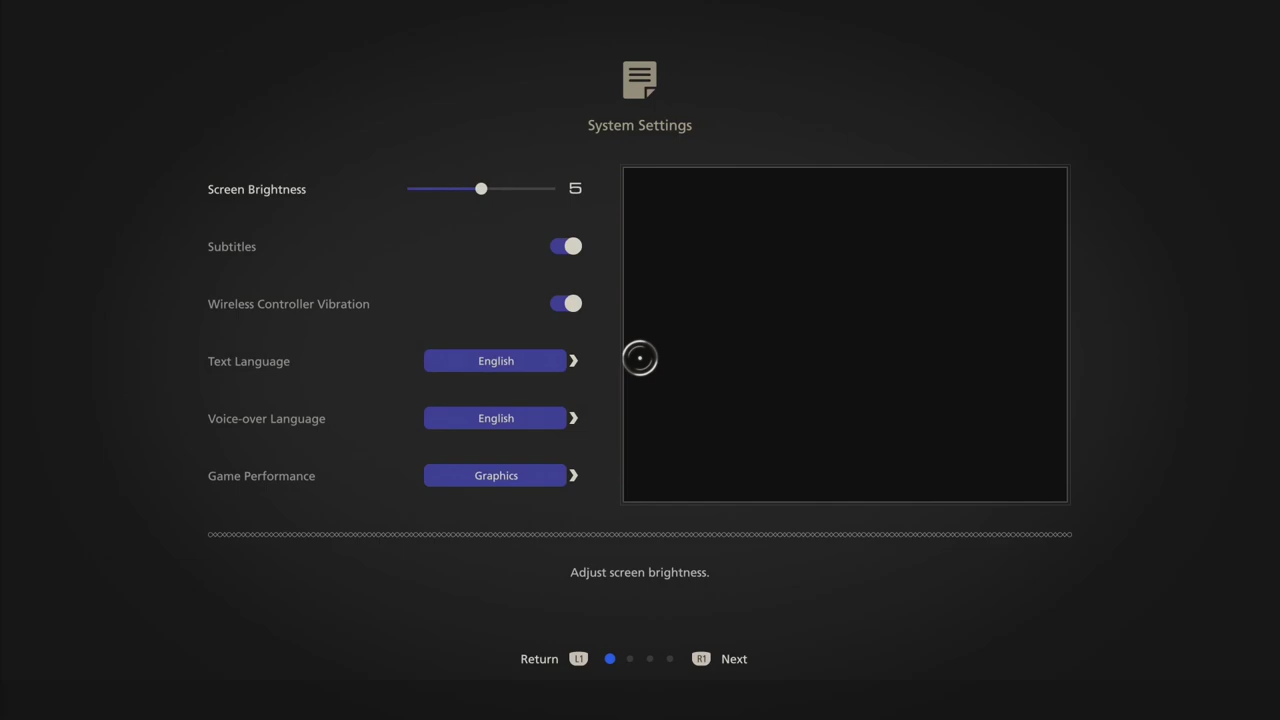 System Settings
Screen Brightness 5
Subtitles
Wireless Controller Vibration
Text Language English
Voice-over Language English
Game Performance Graphics
Adjust screen brightness.
Return L1 R1 Next